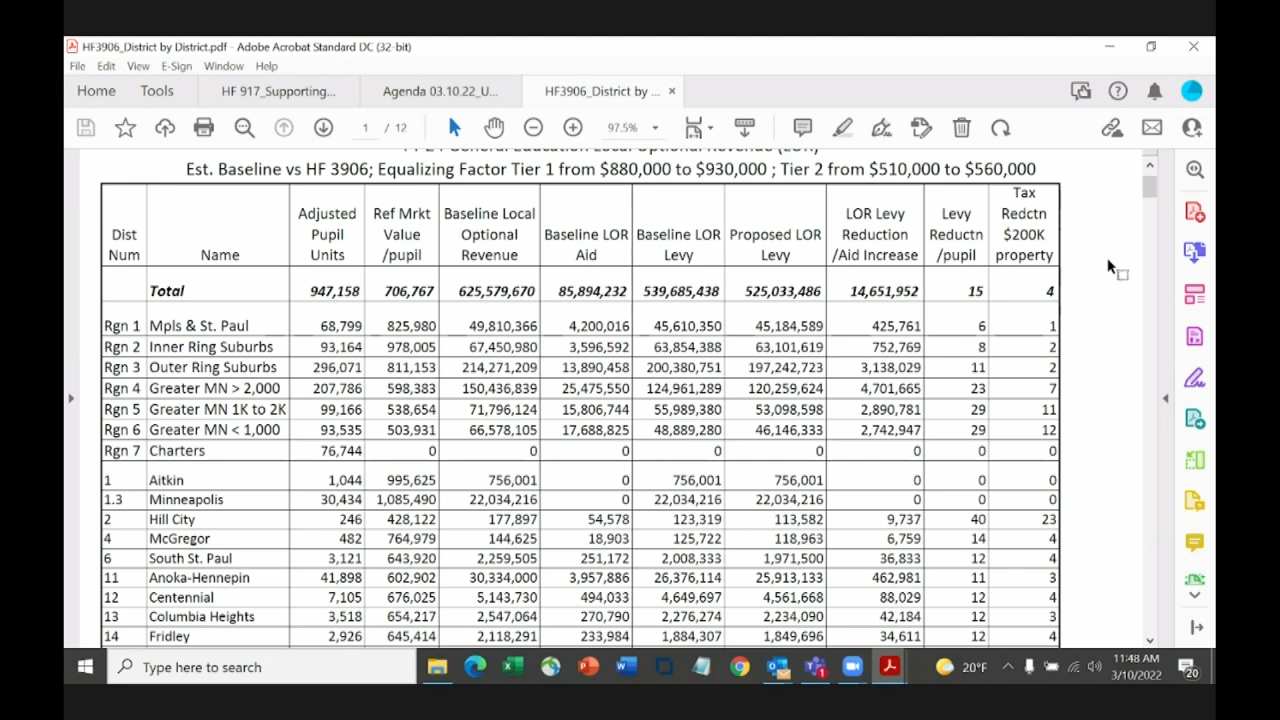 HF3906_District by District.pdf - Adobe Acrobat Standard DC (32-bit)
File Edit View E-Sign Window Help
Home Tools HF 917_Supporting... Agenda 03.10.22_U... HF3906_District by ... ×
1 / 12 97.5%
Est. Baseline vs HF 3906; Equalizing Factor Tier 1 from $880,000 to $930,000 ; Tier 2 from $510,000 to $560,000
Dist Num Name Adjusted Pupil Units Ref Mrkt Value /pupil Baseline Local Optional Revenue Baseline LOR Aid Baseline LOR Levy Proposed LOR Levy LOR Levy Reduction /Aid Increase Levy Reductn /pupil Tax Redctn $200K property
Total 947,158 706,767 625,579,670 85,894,232 539,685,438 525,033,486 14,651,952 15 4
Rgn 1 Mpls & St. Paul 68,799 825,980 49,810,366 4,200,016 45,610,350 45,184,589 425,761 6 1
Rgn 2 Inner Ring Suburbs 93,164 978,005 67,450,980 3,596,592 63,854,388 63,101,619 752,769 8 2
Rgn 3 Outer Ring Suburbs 296,071 811,153 214,271,209 13,890,458 200,380,751 197,242,723 3,138,029 11 2
Rgn 4 Greater MN > 2,000 207,786 598,383 150,436,839 25,475,550 124,961,289 120,259,624 4,701,665 23 7
Rgn 5 Greater MN 1K to 2K 99,166 538,654 71,796,124 15,806,744 55,989,380 53,098,598 2,890,781 29 11
Rgn 6 Greater MN < 1,000 93,535 503,931 66,578,105 17,688,825 48,889,280 46,146,333 2,742,947 29 12
Rgn 7 Charters 76,744 0 0 0 0 0 0 0 0
1 Aitkin 1,044 995,625 756,001 0 756,001 756,001 0 0 0
1.3 Minneapolis 30,434 1,085,490 22,034,216 0 22,034,216 22,034,216 0 0 0
2 Hill City 246 428,122 177,897 54,578 123,319 113,582 9,737 40 23
4 McGregor 482 764,979 144,625 18,903 125,722 118,963 6,759 14 4
6 South St. Paul 3,121 643,920 2,259,505 251,172 2,008,333 1,971,500 36,833 12 4
11 Anoka-Hennepin 41,898 602,902 30,334,000 3,957,886 26,376,114 25,913,133 462,981 11 3
12 Centennial 7,105 676,025 5,143,730 494,033 4,649,697 4,561,668 88,029 12 4
13 Columbia Heights 3,518 654,217 2,547,064 270,790 2,276,274 2,234,090 42,184 12 3
14 Fridley 2,926 645,414 2,118,291 233,984 1,884,307 1,849,696 34,611 12 4
Type here to search 20°F 11:48 AM
3/10/2022 20